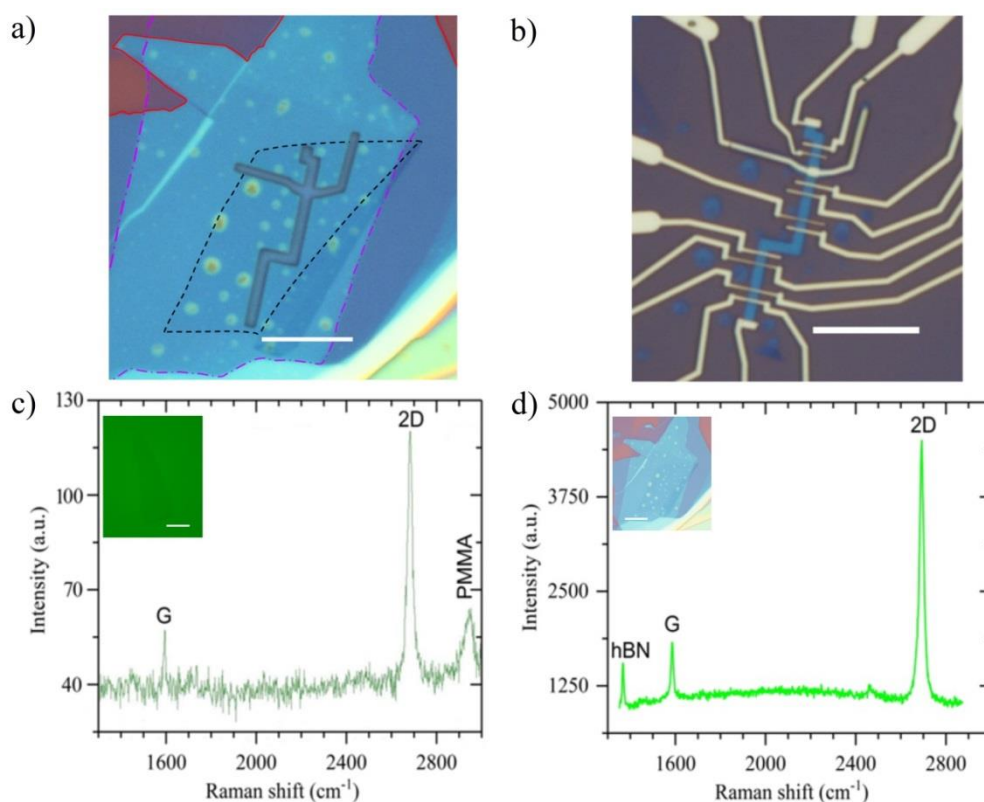 a)
b)
c)
130
100
70
40
Intensity (a.u.)
G
2D
PMMA
1600 2000 2400 2800
Raman shift (cm⁻¹)
d)
5000
3750
2500
1250
Intensity (a.u.)
hBN
G
2D
1600 2000 2400 2800
Raman shift (cm⁻¹)